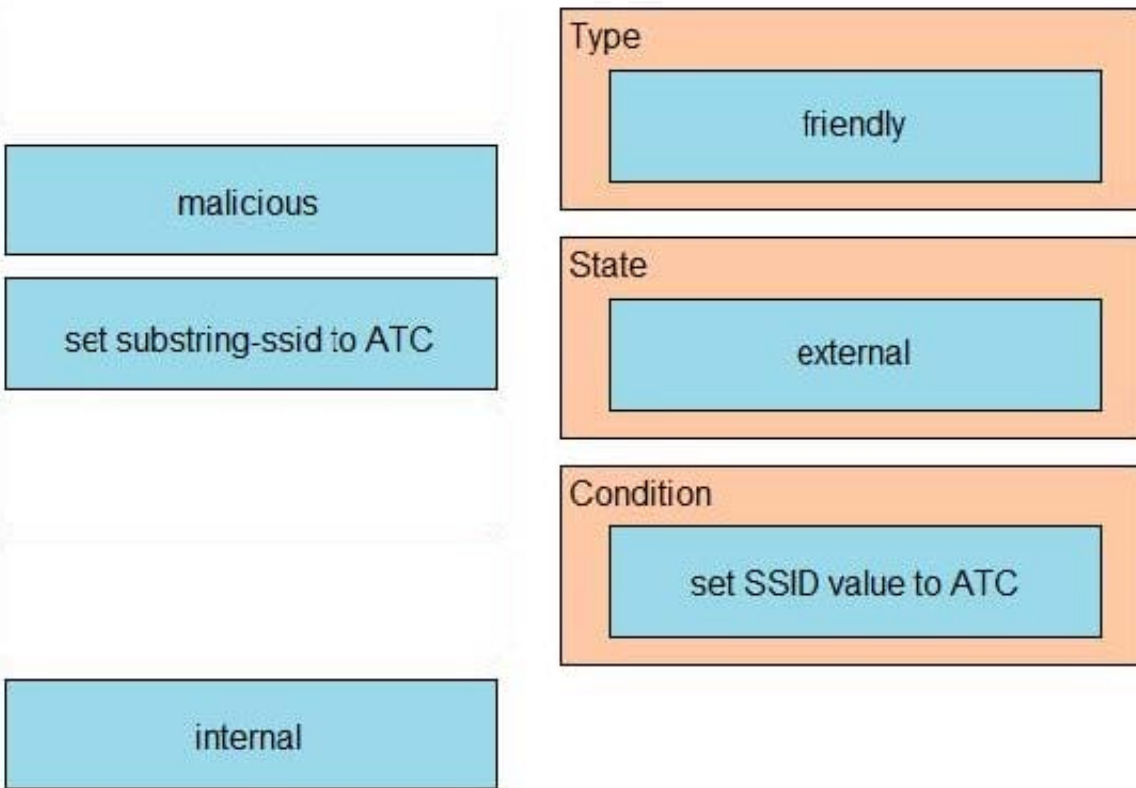 malicious
set substring-ssid to ATC
internal
Type
friendly
State
external
Condition
set SSID value to ATC